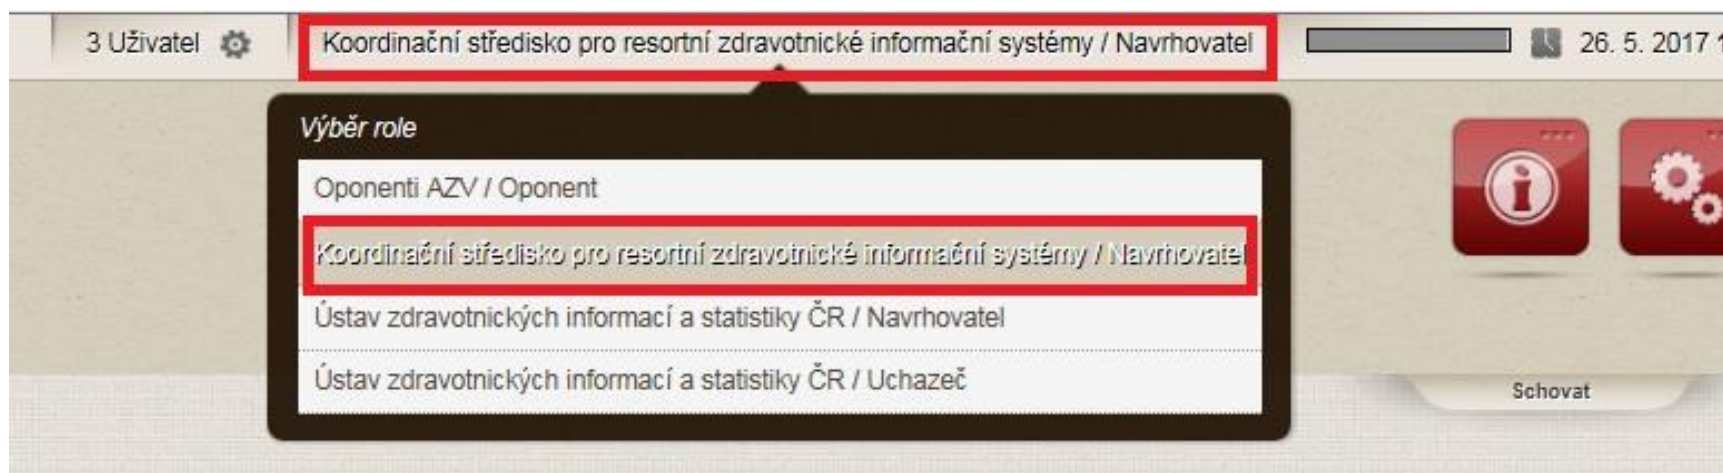 3 Uživatel
Koordinační středisko pro resortní zdravotnické informační systémy / Navrhovatel
26. 5. 2017
Výběr role
Oponenti AZV / Oponent
Koordinační středisko pro resortní zdravotnické informační systémy / Navrhovatel
Ústav zdravotnických informací a statistiky ČR / Navrhovatel
Ústav zdravotnických informací a statistiky ČR / Uchazeč
Schovat